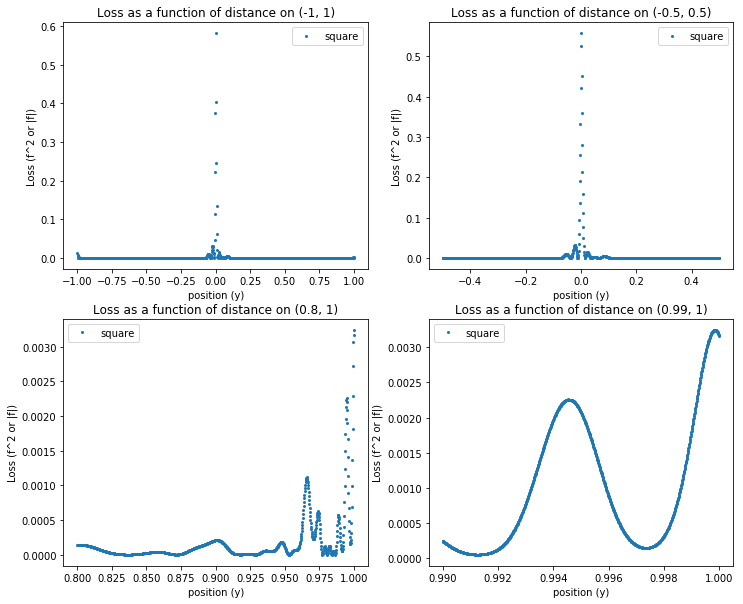 Loss as a function of distance on (-1, 1)
Loss (f^2 or |f|)
0.6
0.5
0.4
0.3
0.2
0.1
0.0
square
−1.00 −0.75 −0.50 −0.25 0.00 0.25 0.50 0.75 1.00
position (y)
Loss as a function of distance on (-0.5, 0.5)
Loss (f^2 or |f|)
0.5
0.4
0.3
0.2
0.1
0.0
square
−0.4 −0.2 0.0 0.2 0.4
position (y)
Loss as a function of distance on (0.8, 1)
Loss (f^2 or |f|)
0.0030
0.0025
0.0020
0.0015
0.0010
0.0005
0.0000
square
0.800 0.825 0.850 0.875 0.900 0.925 0.950 0.975 1.000
position (y)
Loss as a function of distance on (0.99, 1)
Loss (f^2 or |f|)
0.0030
0.0025
0.0020
0.0015
0.0010
0.0005
0.0000
square
0.990 0.992 0.994 0.996 0.998 1.000
position (y)